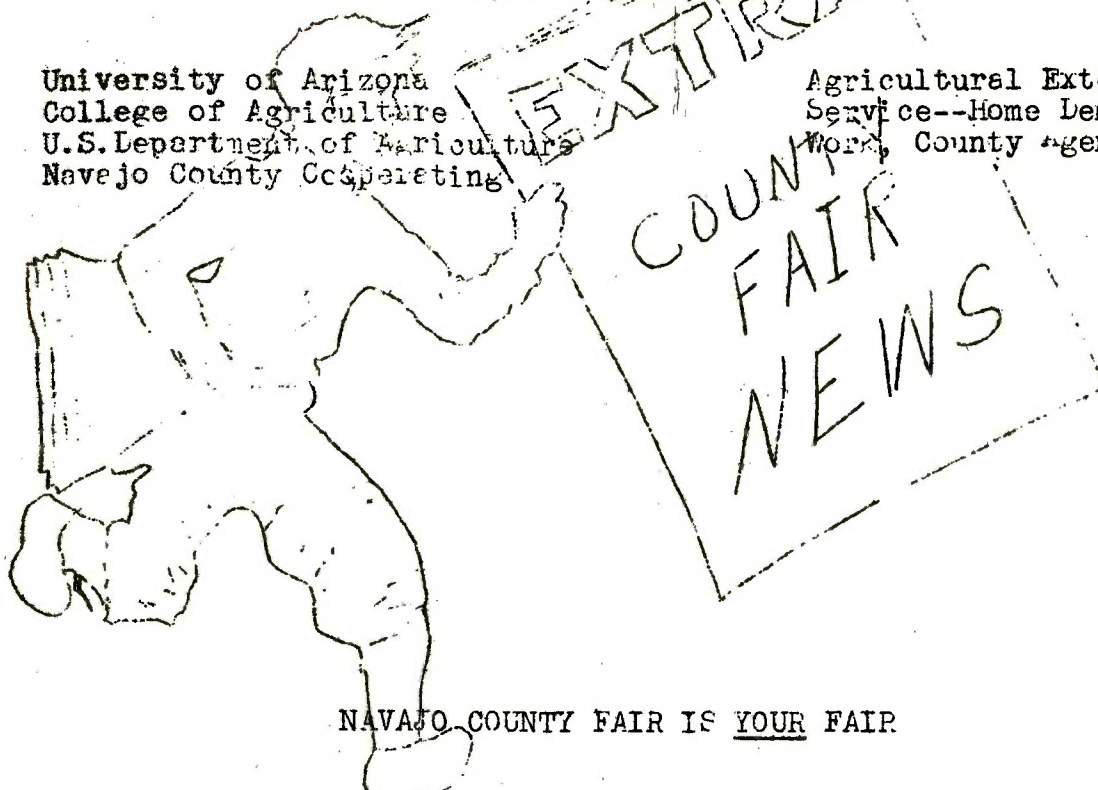 University of Arizona
College of Agriculture
U.S.Department of Agriculture
Navajo County Cooperating
Agricultural Ext
Service--Home Dem
Work, County Agen
EXTRA
COUNTY
FAIR
NEWS
NAVAJO COUNTY FAIR IS YOUR FAIR